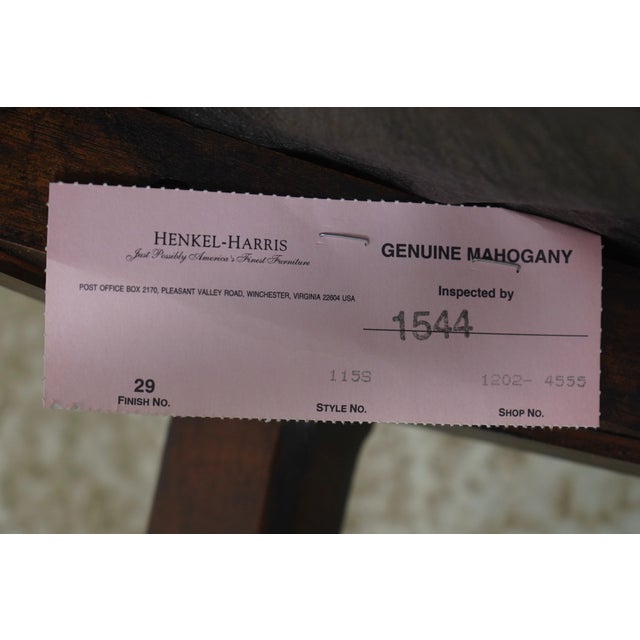 HENKEL-HARRIS
Just Possibly America's Finest Furniture
POST OFFICE BOX 2170, PLEASANT VALLEY ROAD, WINCHESTER, VIRGINIA 22604 USA
GENUINE MAHOGANY
Inspected by
1544
29
FINISH NO.
115S
STYLE NO.
1202- 4555
SHOP NO.